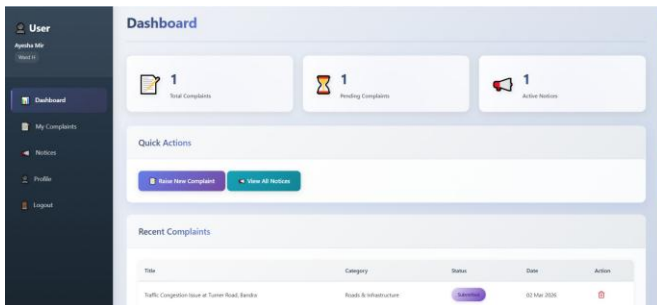 User
Dashboard
Ayesha Mir
Ward H
1
Total Complaints
1
Pending Complaints
1
Active Notices
Dashboard
My Complaints
Notices
Profile
Logout
Quick Actions
Raise New Complaint
View All Notices
Recent Complaints
Title Category Status Date Action
Traffic Congestion Issue at Turner Road, Bandra Roads & Infrastructure Submitted 02 Mar 2026